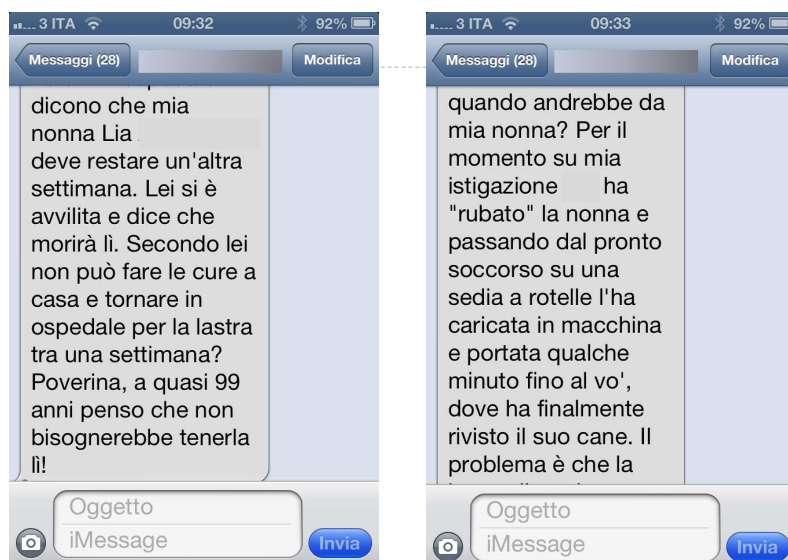 3 ITA 09:32 92%
Messaggi (28) Modifica
dicono che mia
nonna Lia
deve restare un'altra
settimana. Lei si è
avvilita e dice che
morirà lì. Secondo lei
non può fare le cure a
casa e tornare in
ospedale per la lastra
tra una settimana?
Poverina, a quasi 99
anni penso che non
bisognerebbe tenerla
lì!
Oggetto
iMessage Invia
3 ITA 09:33 92%
Messaggi (28) Modifica
quando andrebbe da
mia nonna? Per il
momento su mia
istigazione ha
"rubato" la nonna e
passando dal pronto
soccorso su una
sedia a rotelle l'ha
caricata in macchina
e portata qualche
minuto fino al vo',
dove ha finalmente
rivisto il suo cane. Il
problema è che la
Oggetto
iMessage Invia